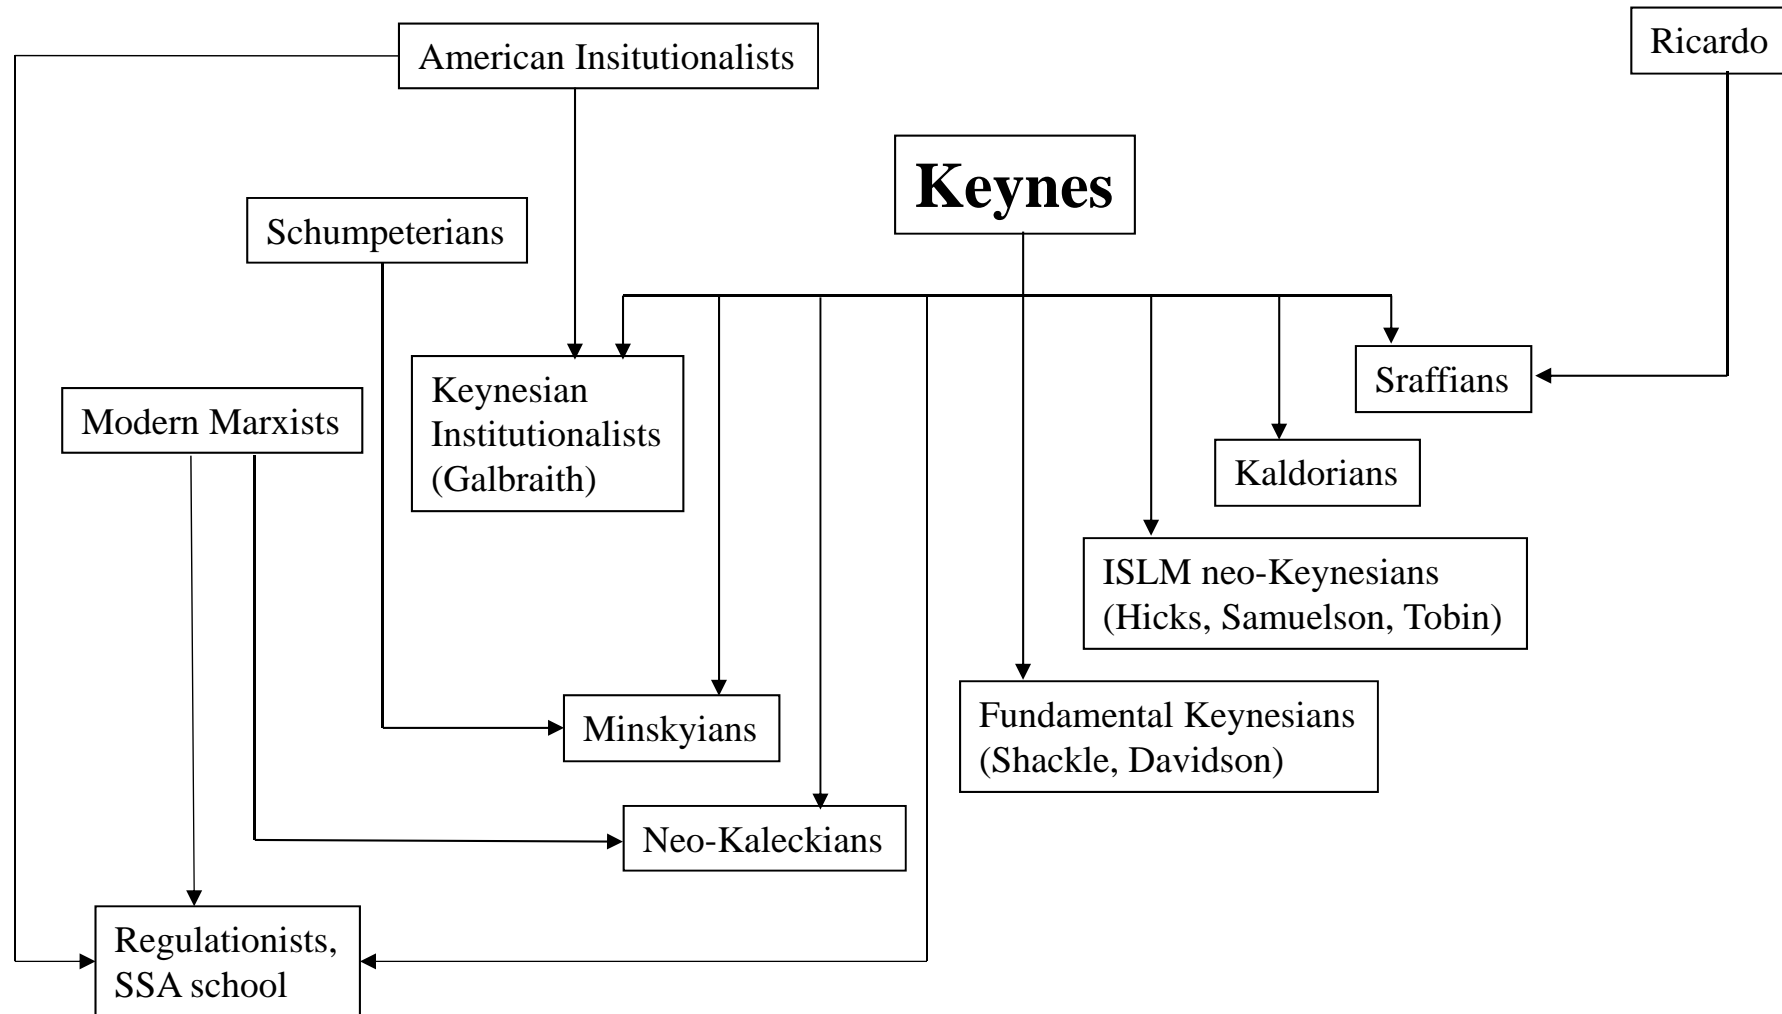 American Insitutionalists
Ricardo
Keynes
Schumpeterians
Keynesian
Institutionalists
(Galbraith)
Sraffians
Modern Marxists
Kaldorians
ISLM neo-Keynesians
(Hicks, Samuelson, Tobin)
Minskyians
Fundamental Keynesians
(Shackle, Davidson)
Neo-Kaleckians
Regulationists,
SSA school